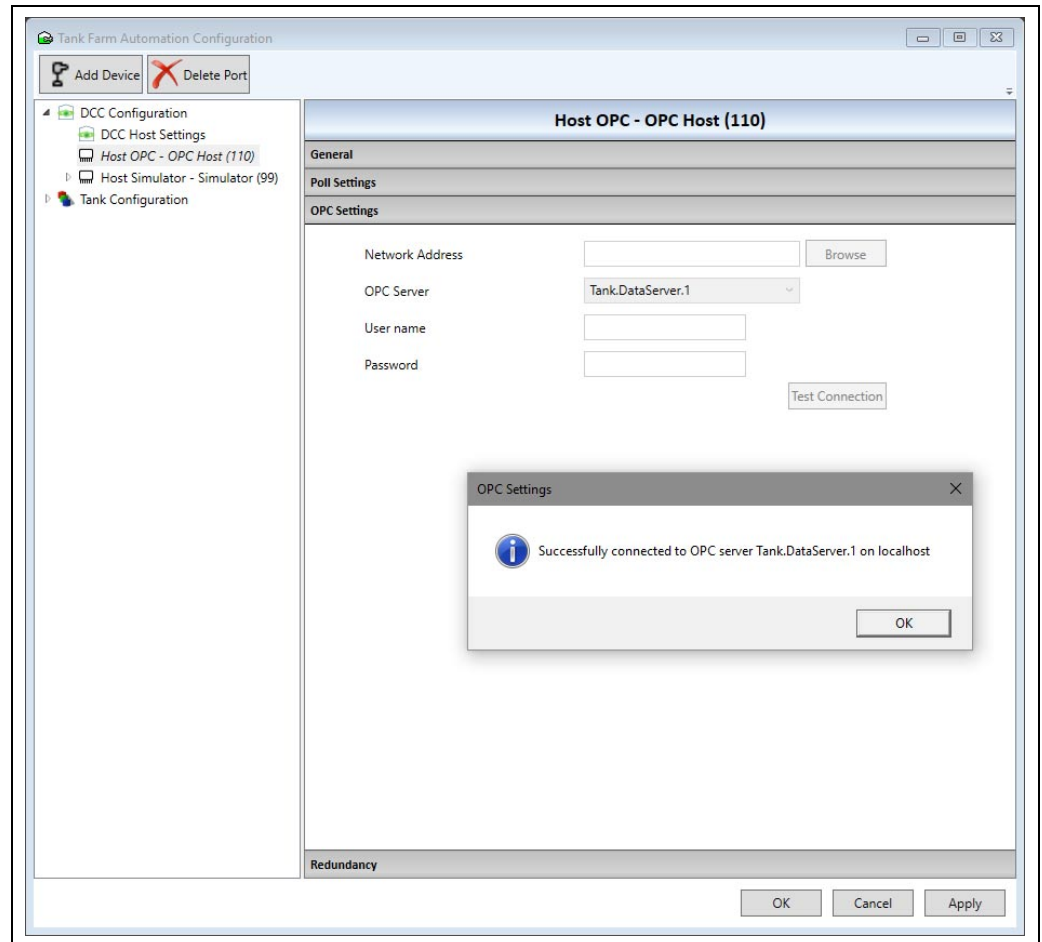 Tank Farm Automation Configuration
Add Device
Delete Port
DCC Configuration
DCC Host Settings
Host OPC - OPC Host (110)
Host Simulator - Simulator (99)
Tank Configuration
Host OPC - OPC Host (110)
General
Poll Settings
OPC Settings
Network Address
Browse
OPC Server
Tank.DataServer.1
User name
Password
Test Connection
OPC Settings
Successfully connected to OPC server Tank.DataServer.1 on localhost
OK
Redundancy
OK
Cancel
Apply